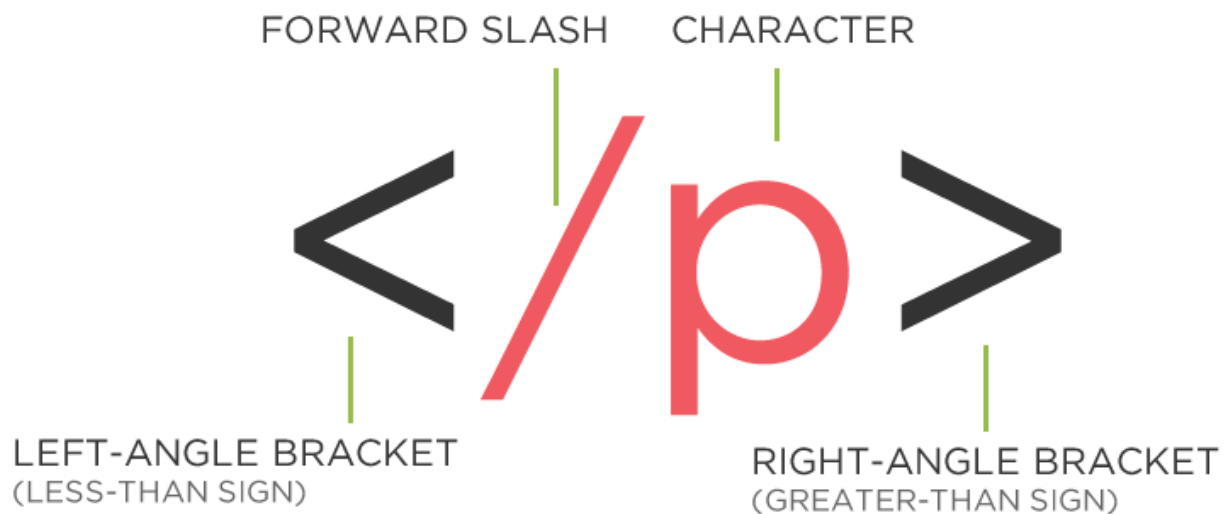 FORWARD SLASH
CHARACTER
</p>
LEFT-ANGLE BRACKET
(LESS-THAN SIGN)
RIGHT-ANGLE BRACKET
(GREATER-THAN SIGN)